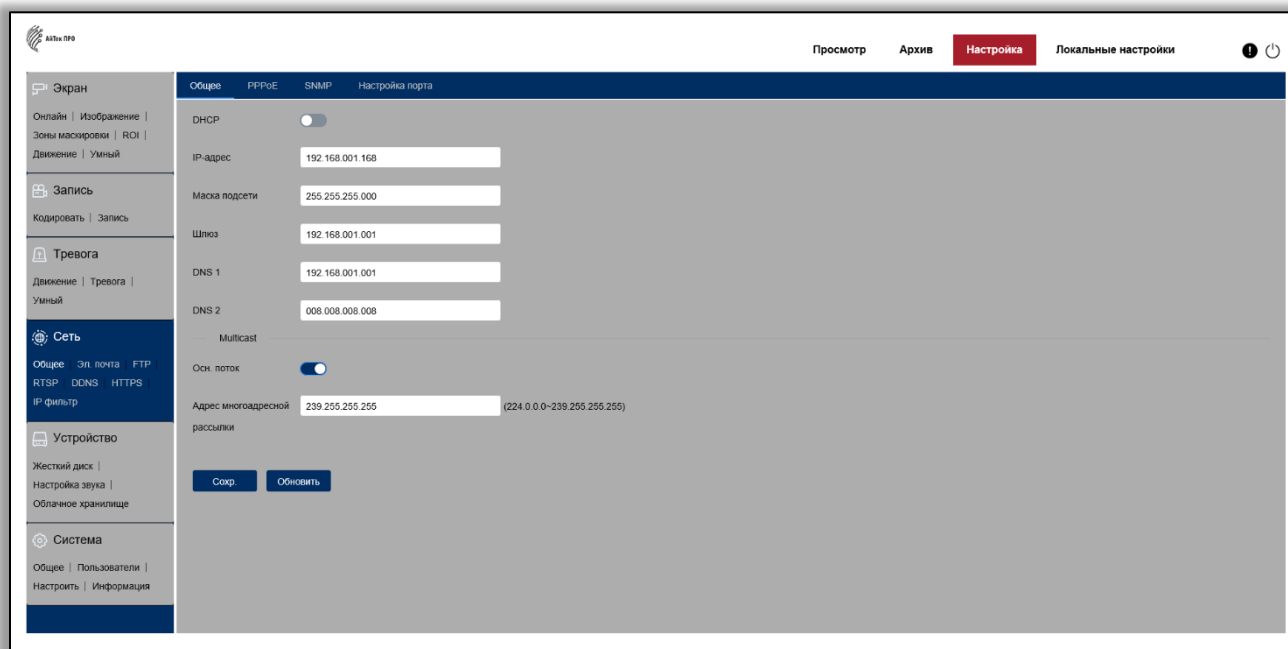 АйТек ПРО
Просмотр Архив Настройка Локальные настройки
Экран
Онлайн | Изображение |
Зоны маскировки | ROI |
Движение | Умный
Запись
Кодировать | Запись
Тревога
Движение | Тревога |
Умный
Сеть
Общее | Эл. почта | FTP |
RTSP | DDNS | HTTPS |
IP фильтр
Устройство
Жесткий диск |
Настройка звука |
Облачное хранилище
Система
Общее | Пользователи |
Настроить | Информация
Общее PPPoE SNMP Настройка порта
DHCP
IP-адрес 192.168.001.168
Маска подсети 255.255.255.000
Шлюз 192.168.001.001
DNS 1 192.168.001.001
DNS 2 008.008.008.008
Multicast
Осн. поток
Адрес многоадресной 239.255.255.255 (224.0.0.0~239.255.255.255)
рассылки
Сохр. Обновить